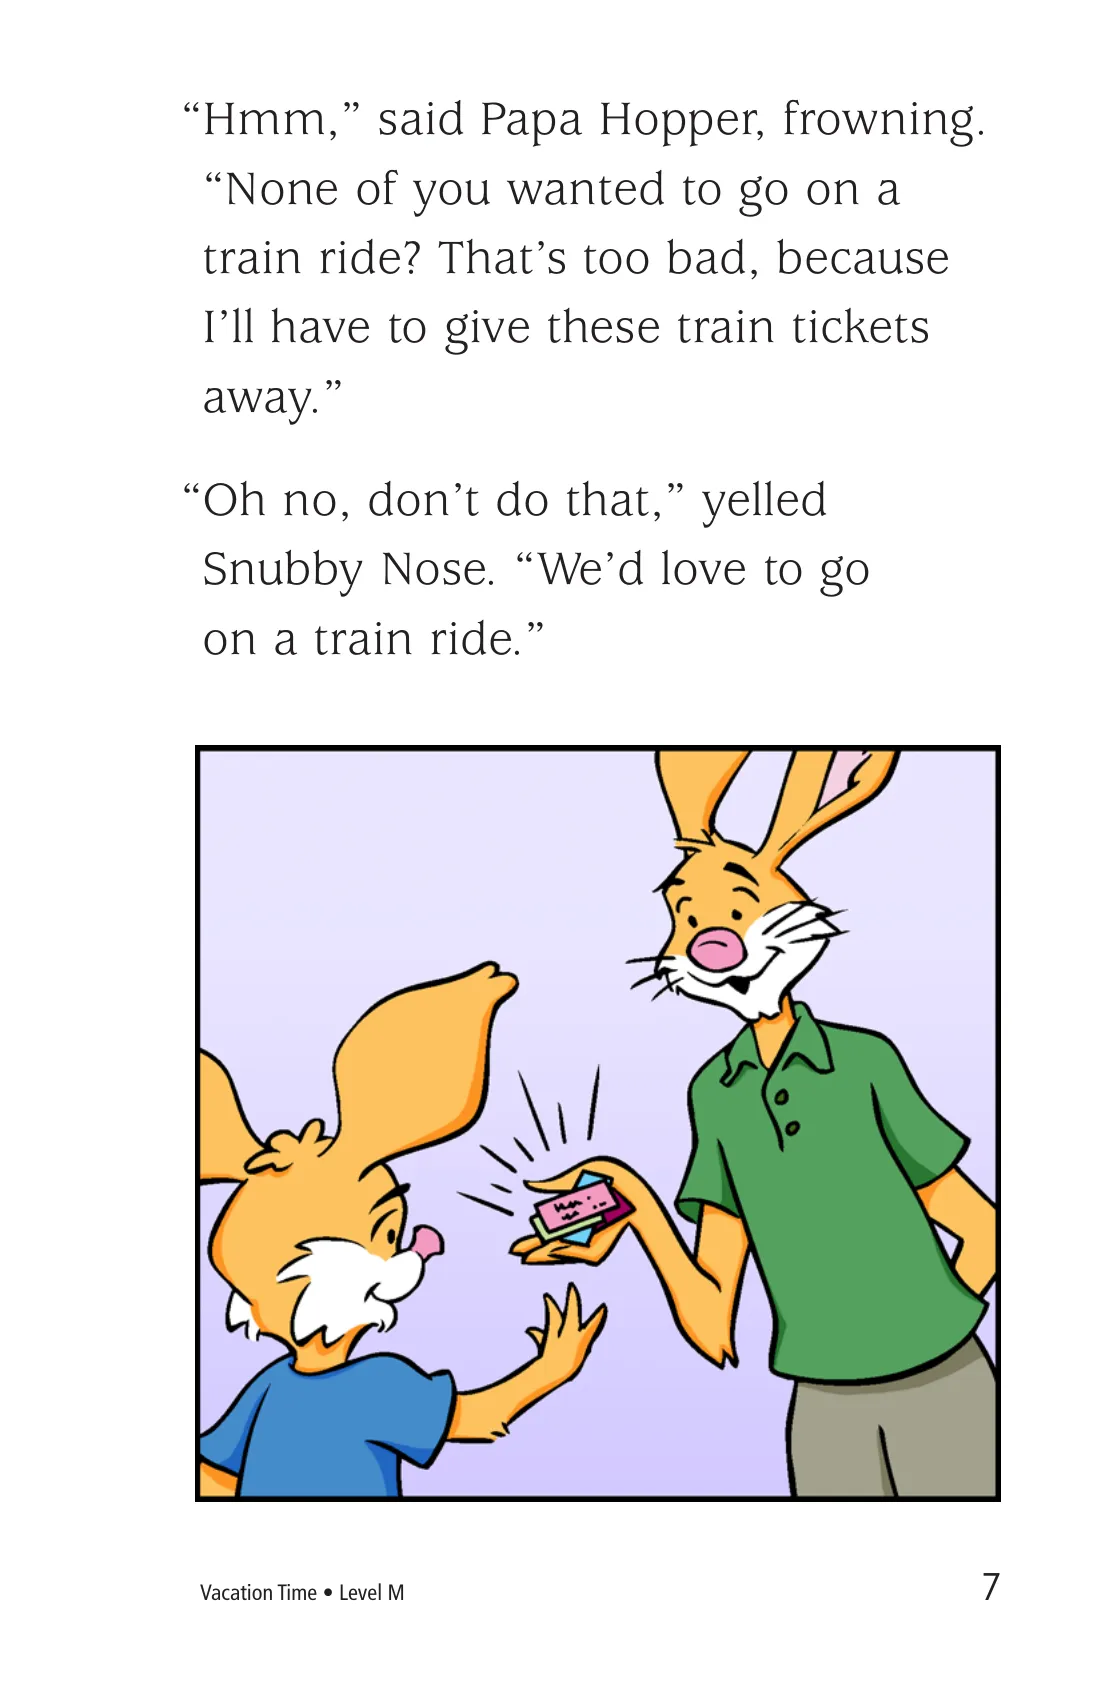 “Hmm,” said Papa Hopper, frowning.
“None of you wanted to go on a
train ride? That’s too bad, because
I’ll have to give these train tickets
away.”
“Oh no, don’t do that,” yelled
Snubby Nose. “We’d love to go
on a train ride.”
Vacation Time • Level M
7